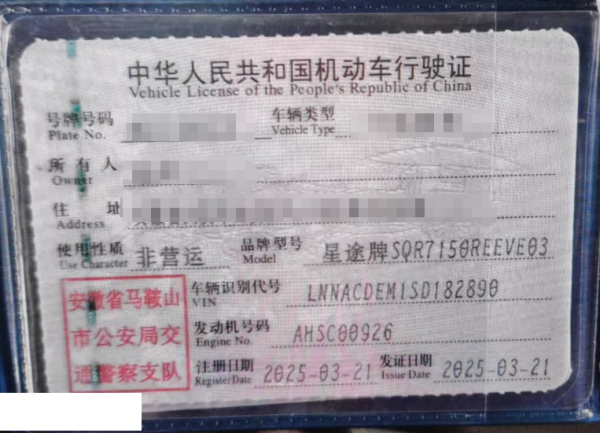 中华人民共和国机动车行驶证
Vehicle License of the People's Republic of China
号牌号码 车辆类型
Plate No. Vehicle Type
所有人
Owner
住址
Address
使用性质 非营运 品牌型号 星途牌SQR7150REEVE03
Use Character Model
安徽省马鞍山
市公安局交
通警察支队
车辆识别代号 LNNACDEM1SD182890
VIN
发动机号码 AHSC00926
Engine No.
注册日期 2025-03-21 发证日期 2025-03-21
Register Date Issue Date